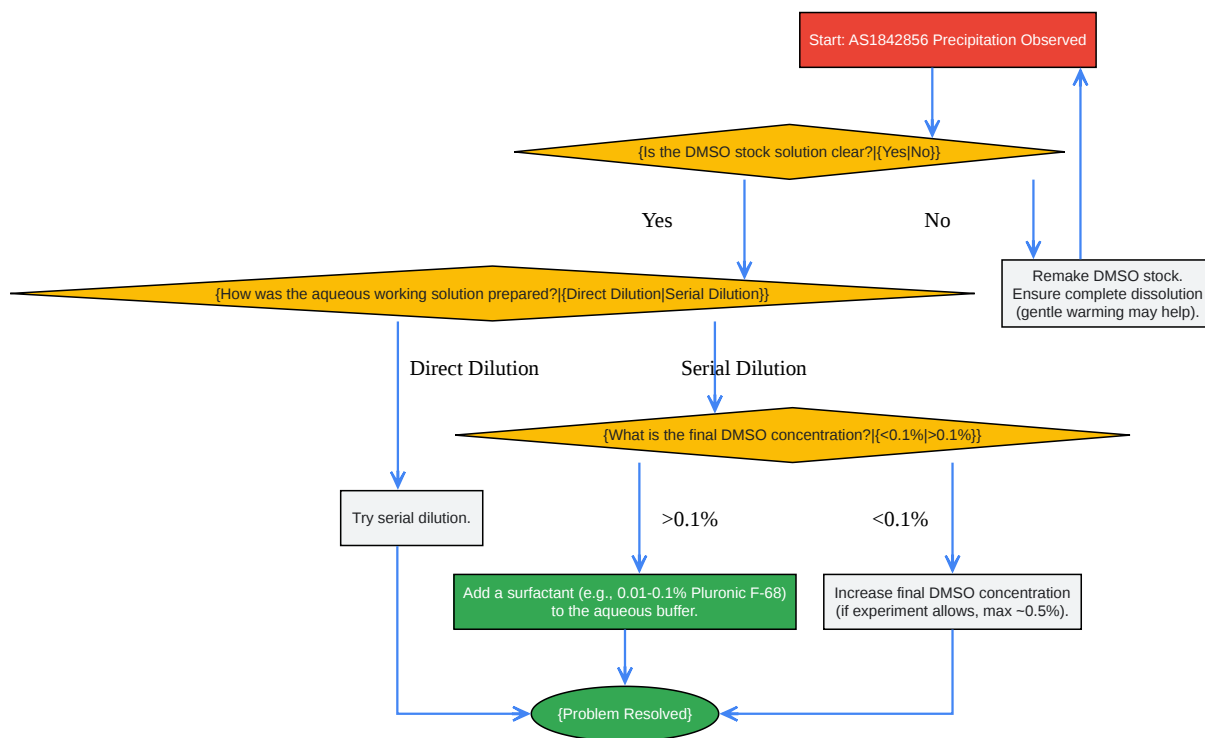 Start: AS1842856 Precipitation Observed
{Is the DMSO stock solution clear?|{Yes|No}}
Yes
No
Remake DMSO stock.
Ensure complete dissolution
(gentle warming may help).
{How was the aqueous working solution prepared?|{Direct Dilution|Serial Dilution}}
Direct Dilution
Serial Dilution
{What is the final DMSO concentration?|{<0.1%|>0.1%}}
Try serial dilution.
>0.1%
<0.1%
Add a surfactant (e.g., 0.01-0.1% Pluronic F-68)
to the aqueous buffer.
Increase final DMSO concentration
(if experiment allows, max ~0.5%).
{Problem Resolved}